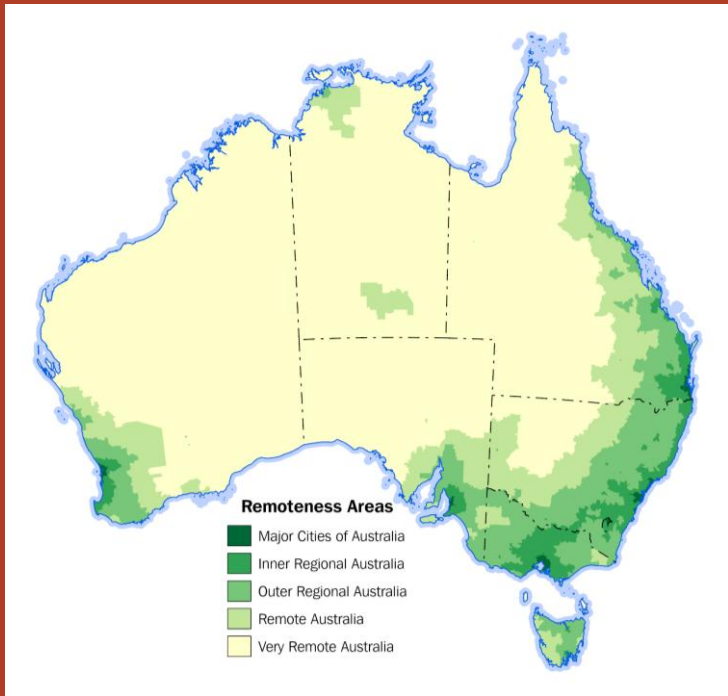 Remoteness Areas
Major Cities of Australia
Inner Regional Australia
Outer Regional Australia
Remote Australia
Very Remote Australia